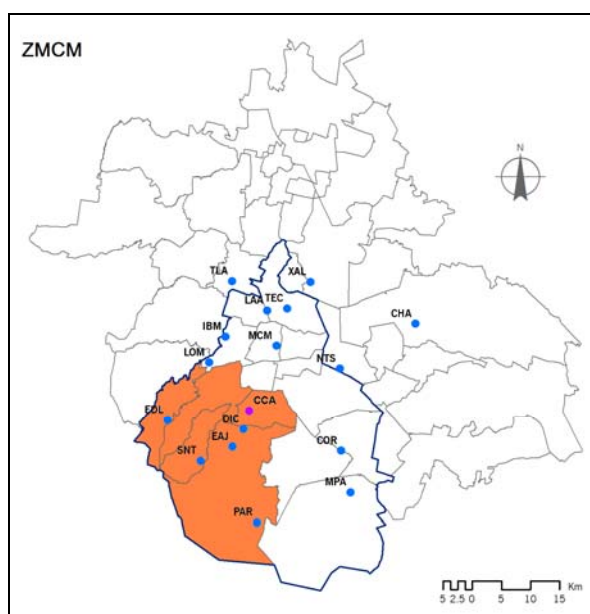 ZMCM
N
TLA
XAL
LAA
TEC
CHA
IBM
MCM
LOM
NTS
CCA
EDL
DIC
EAJ
COR
SNT
MPA
PAR
Km
5 2.5 0 5 10 15